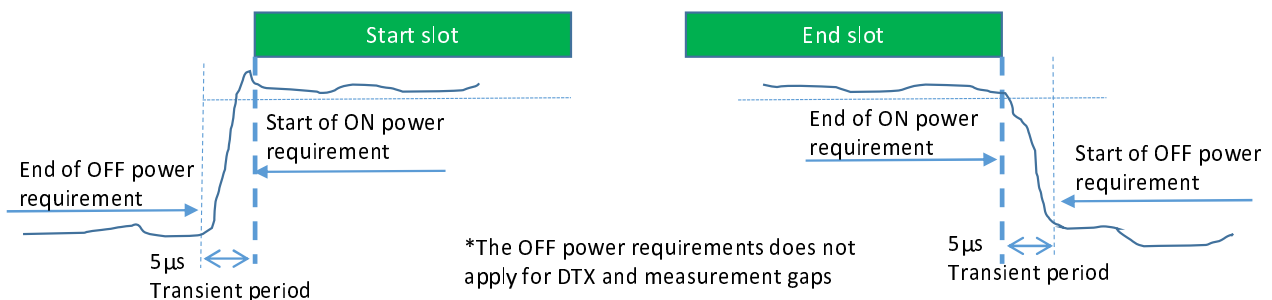 Start slot
End slot
Start of ON power
requirement
End of OFF power
requirement
5µs
Transient period
End of ON power
requirement
Start of OFF power
requirement
5µs
Transient period
*The OFF power requirements does not
apply for DTX and measurement gaps